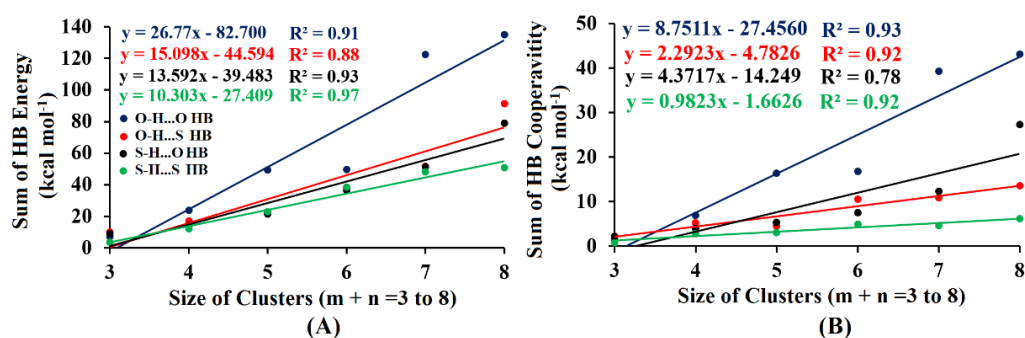 y = 26.77x - 82.700 R² = 0.91
y = 15.098x - 44.594 R² = 0.88
y = 13.592x - 39.483 R² = 0.93
y = 10.303x - 27.409 R² = 0.97
O-H...O HB
O-H...S HB
S-H...O HB
S-H...S HB
Sum of HB Energy
(kcal mol⁻¹)
140
120
100
80
60
40
20
0
3 4 5 6 7 8
Size of Clusters (m + n =3 to 8)
(A)
y = 8.7511x - 27.4560 R² = 0.93
y = 2.2923x - 4.7826 R² = 0.92
y = 4.3717x - 14.249 R² = 0.78
y = 0.9823x - 1.6626 R² = 0.92
Sum of HB Cooperavitity
(kcal mol⁻¹)
50
40
30
20
10
0
3 4 5 6 7 8
Size of Clusters (m + n =3 to 8)
(B)